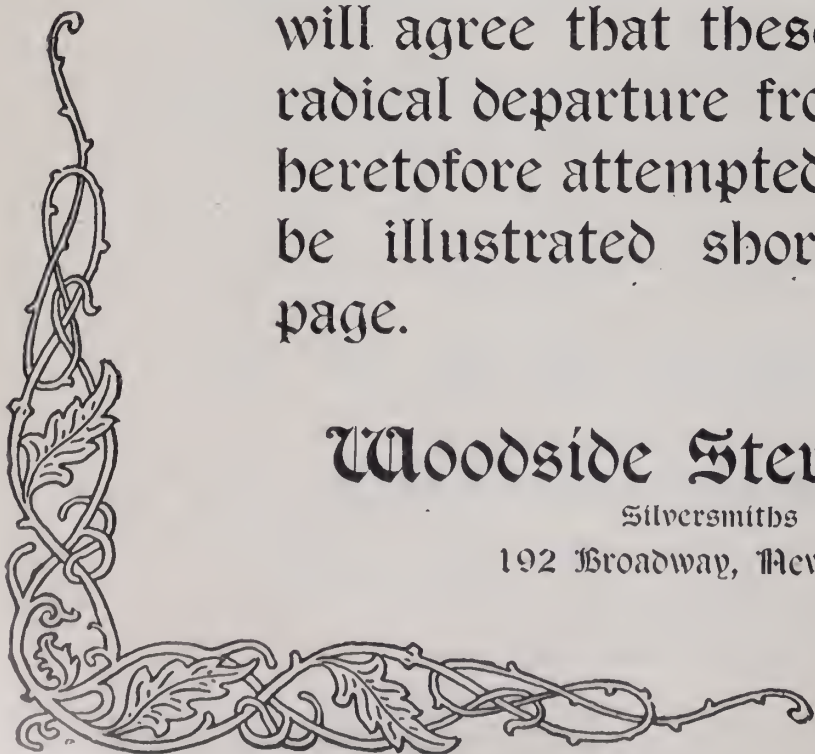 will agree that these
radical departure fro
heretofore attempted
be illustrated shor
page.
Woodside Ster
Silversmiths
192 Broadway, New